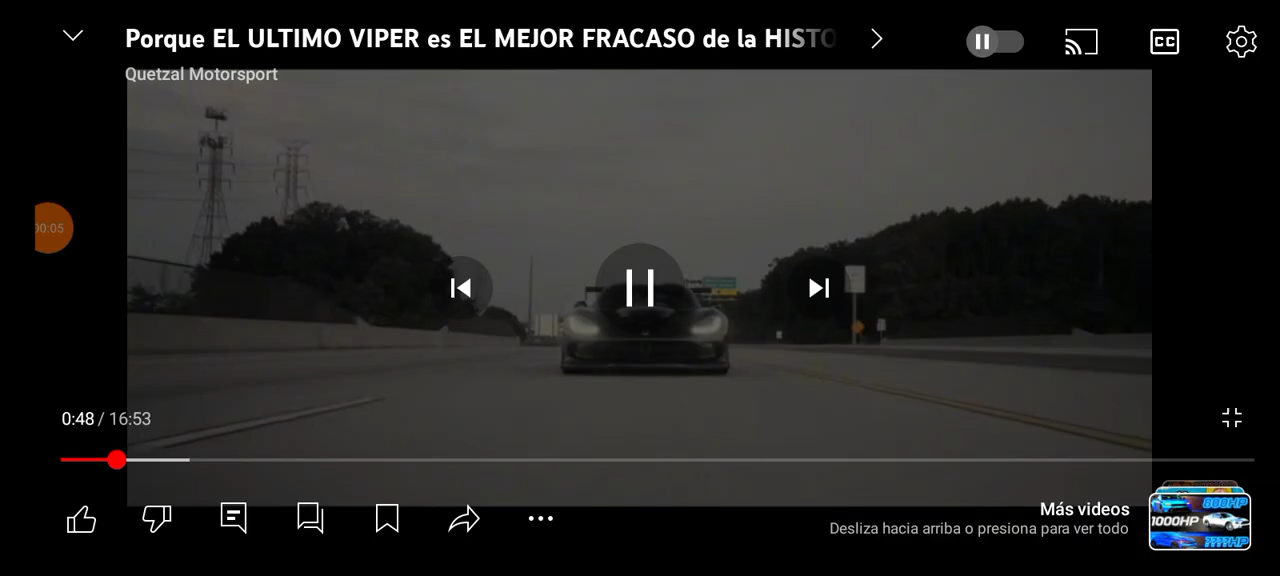 Porque EL ULTIMO VIPER es EL MEJOR FRACASO de la HISTO
Quetzal Motorsport
CC
00:05
0:48 / 16:53
Más videos
Desliza hacia arriba o presiona para ver todo
800HP
1000HP